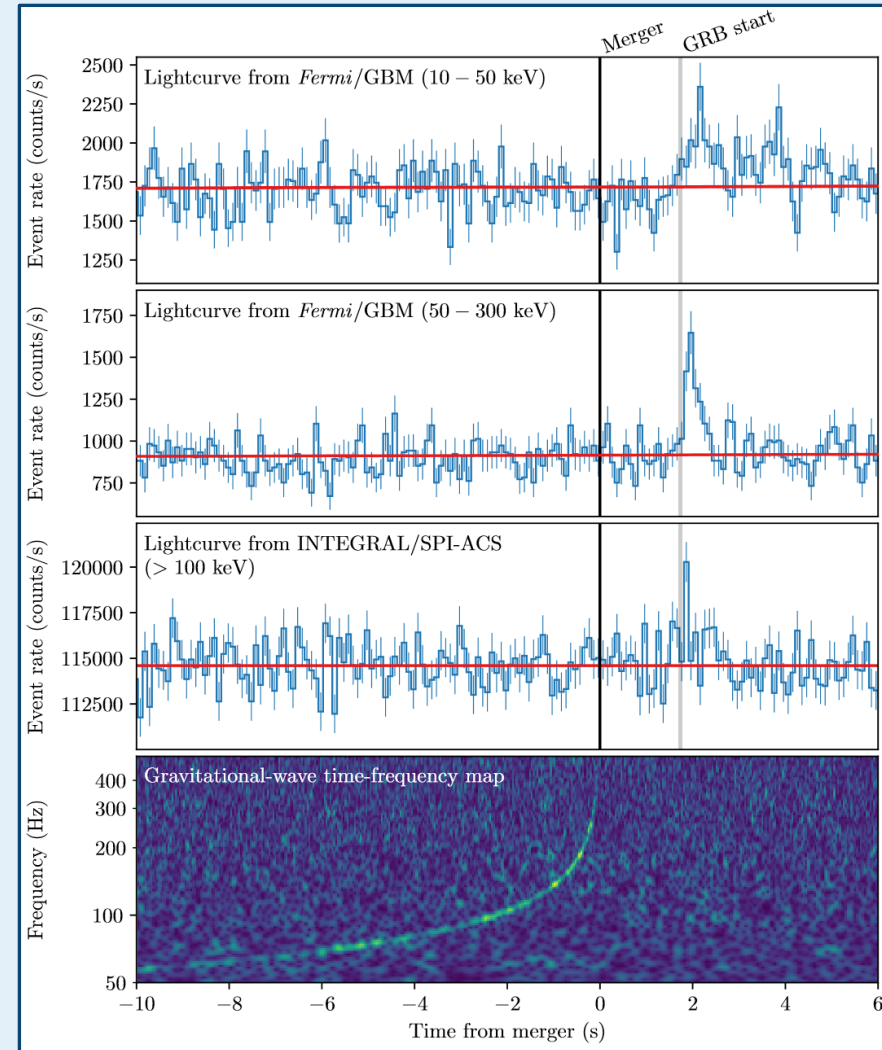 Merger
GRB start
Lightcurve from Fermi/GBM (10 − 50 keV)
Event rate (counts/s)
2500
2250
2000
1750
1500
1250
Lightcurve from Fermi/GBM (50 − 300 keV)
Event rate (counts/s)
1750
1500
1250
1000
750
Lightcurve from INTEGRAL/SPI-ACS
(> 100 keV)
Event rate (counts/s)
120000
117500
115000
112500
Gravitational-wave time-frequency map
Frequency (Hz)
400
300
200
100
50
−10 −8 −6 −4 −2 0 2 4 6
Time from merger (s)